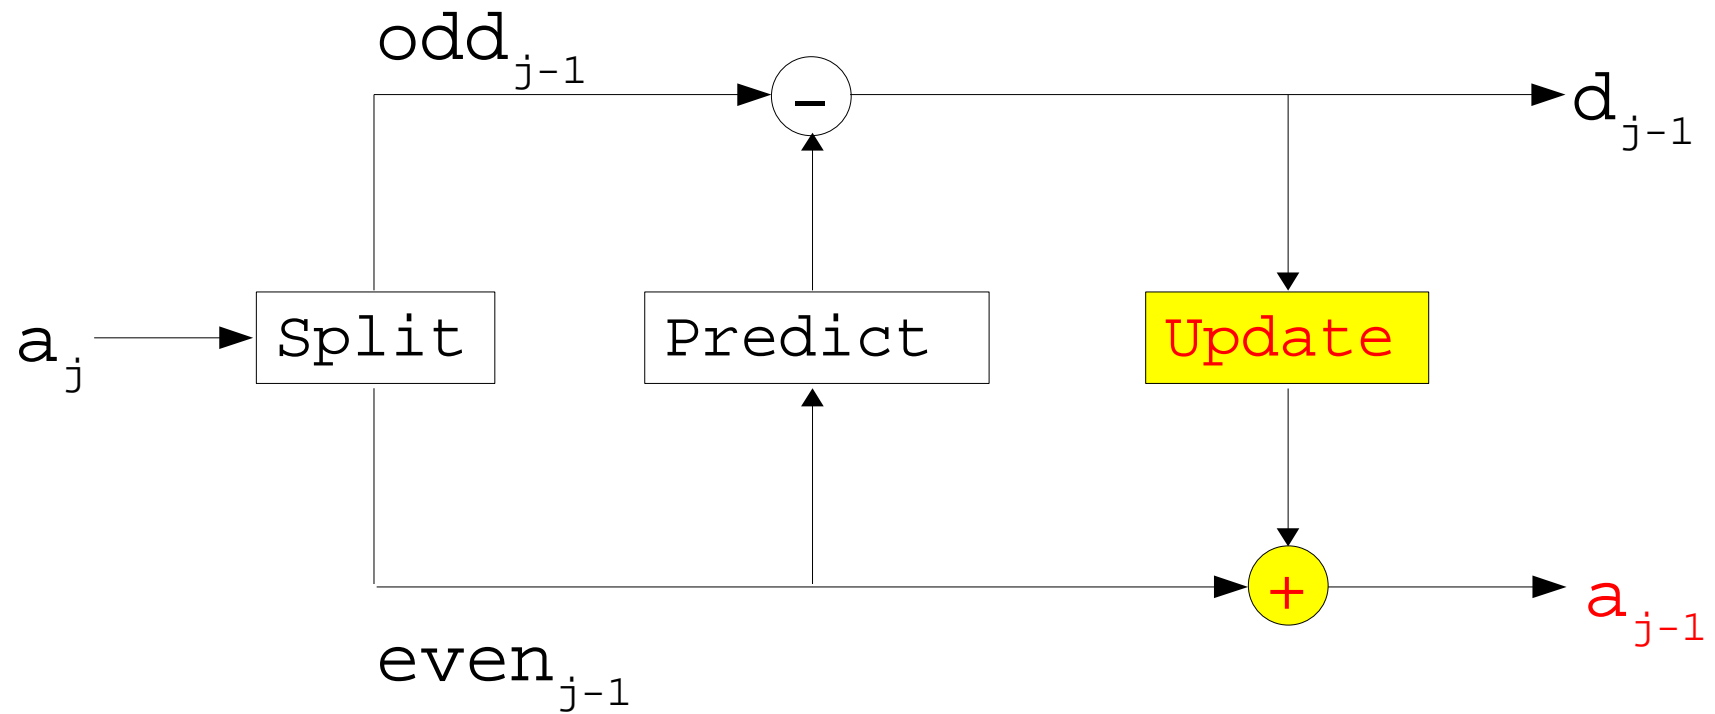 odd j-1
-
d j-1
a j
Split
Predict
Update
+
a j-1
even j-1